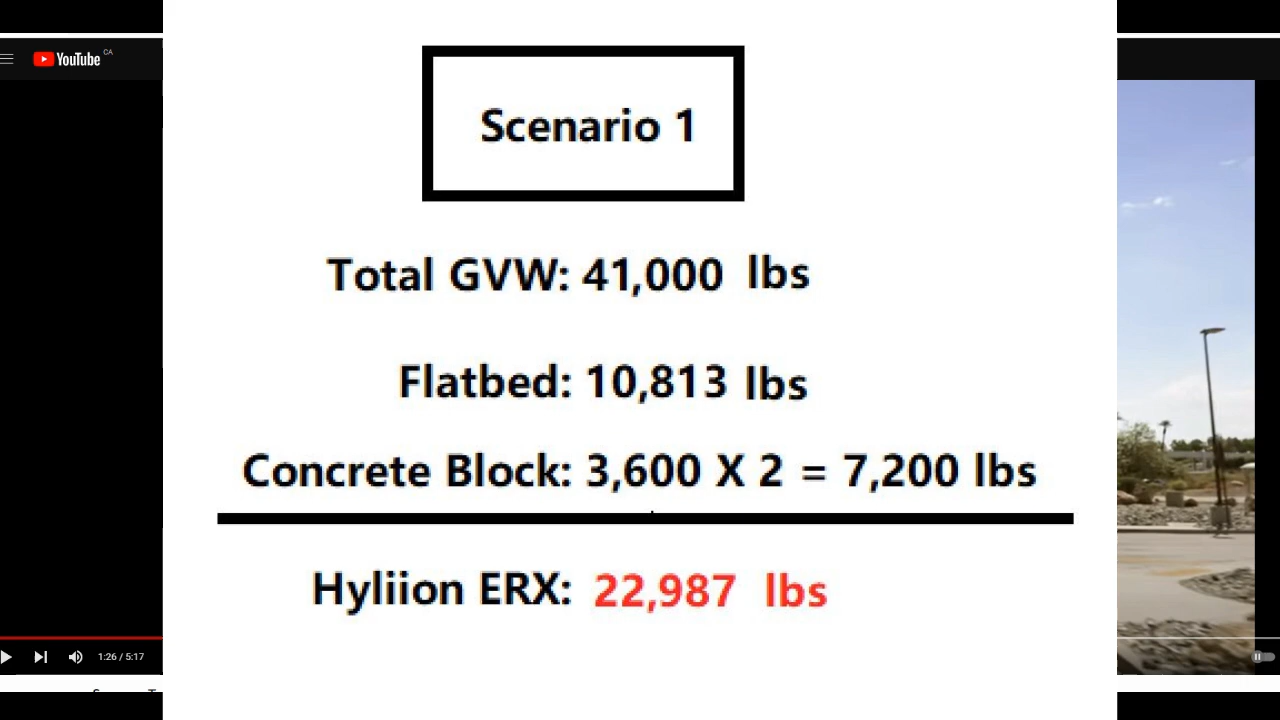 YouTube CA
Scenario 1
Total GVW: 41,000 lbs
Flatbed: 10,813 lbs
Concrete Block: 3,600 X 2 = 7,200 lbs
Hyliion ERX: 22,987 lbs
1:26 / 5:17